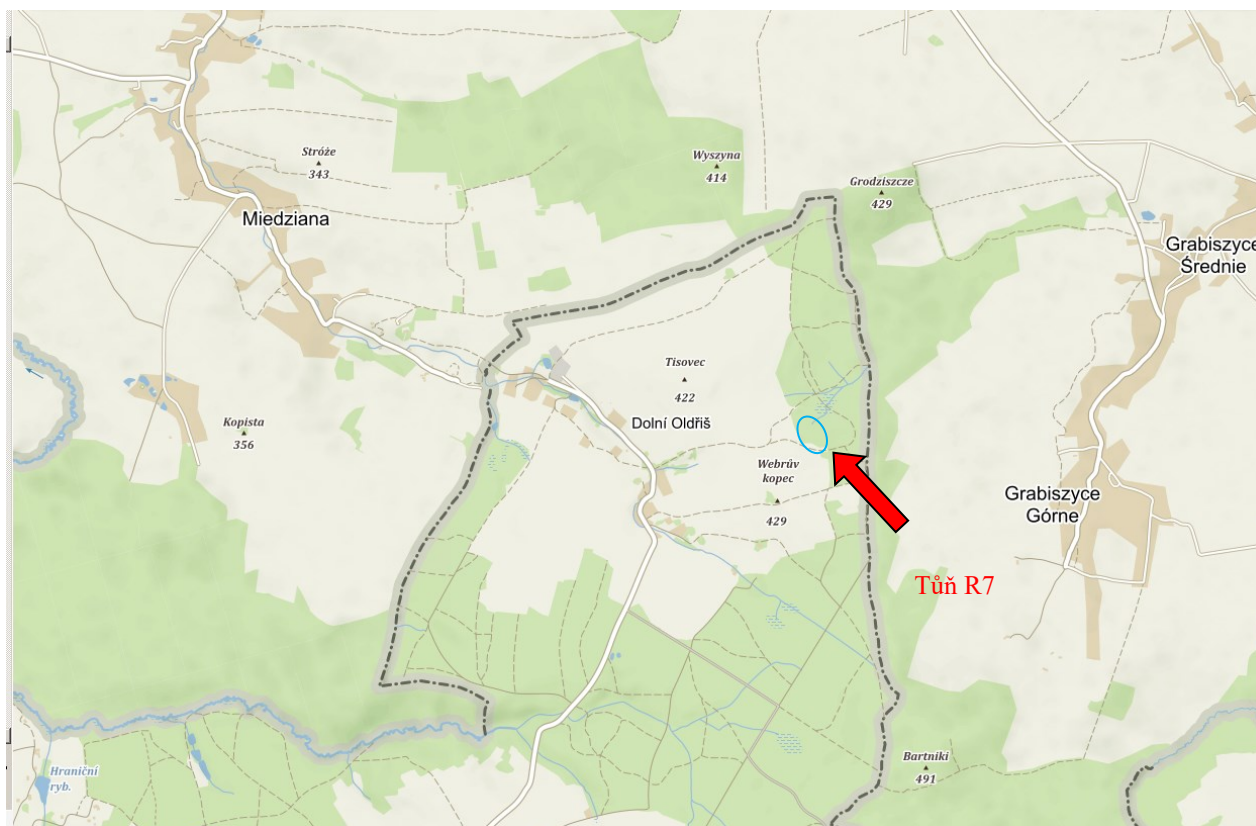 Stróże
343
Wyszyna
414
Grodziszcze
429
Miedziana
Grabiszyce
Średnie
Tisovec
422
Dolní Oldřiš
Kopista
356
Webrův
kopec
429
Grabiszyce
Górne
Tůň R7
Bartniki
491
Hraniční
ryb.